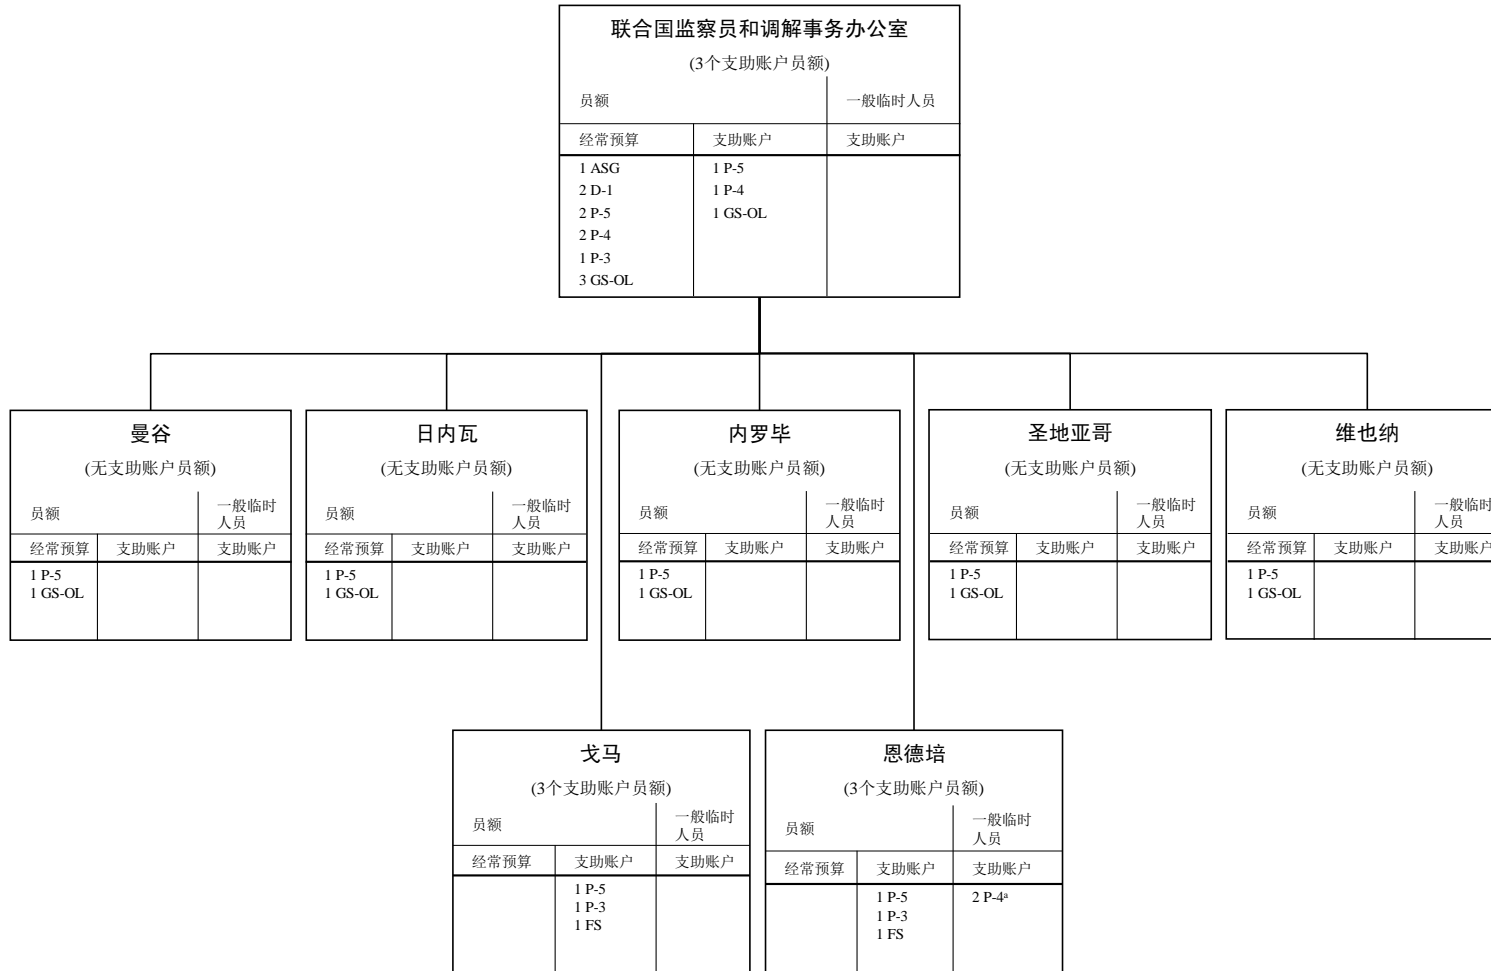 联合国监察员和调解事务办公室
(3个支助账户员额)
员额 一般临时人员
经常预算 支助账户 支助账户
1 ASG 1 P-5
2 D-1 1 P-4
2 P-5 1 GS-OL
2 P-4
1 P-3
3 GS-OL
曼谷
(无支助账户员额)
员额 一般临时
人员
经常预算 支助账户 支助账户
1 P-5
1 GS-OL
日内瓦
(无支助账户员额)
员额 一般临时
人员
经常预算 支助账户 支助账户
1 P-5
1 GS-OL
内罗毕
(无支助账户员额)
员额 一般临时
人员
经常预算 支助账户 支助账户
1 P-5
1 GS-OL
圣地亚哥
(无支助账户员额)
员额 一般临时
人员
经常预算 支助账户 支助账户
1 P-5
1 GS-OL
维也纳
(无支助账户员额)
员额 一般临时
人员
经常预算 支助账户 支助账户
1 P-5
1 GS-OL
戈马
(3个支助账户员额)
员额 一般临时
人员
经常预算 支助账户 支助账户
1 P-5
1 P-3
1 FS
恩德培
(3个支助账户员额)
员额 一般临时
人员
经常预算 支助账户 支助账户
1 P-5 2 P-4ᵃ
1 P-3
1 FS